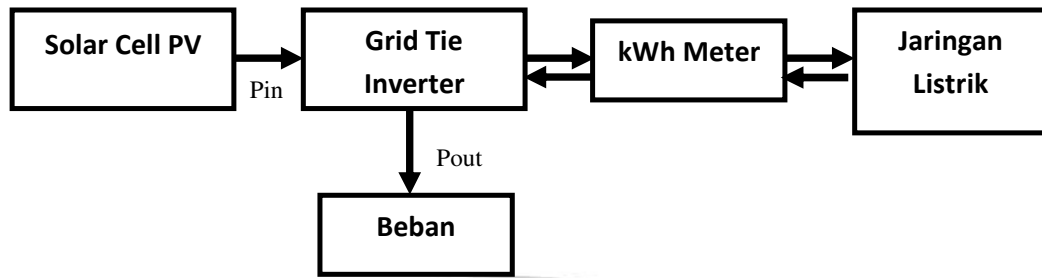 Solar Cell PV
Grid Tie
Inverter
kWh Meter
Jaringan
Listrik
Pin
Pout
Beban